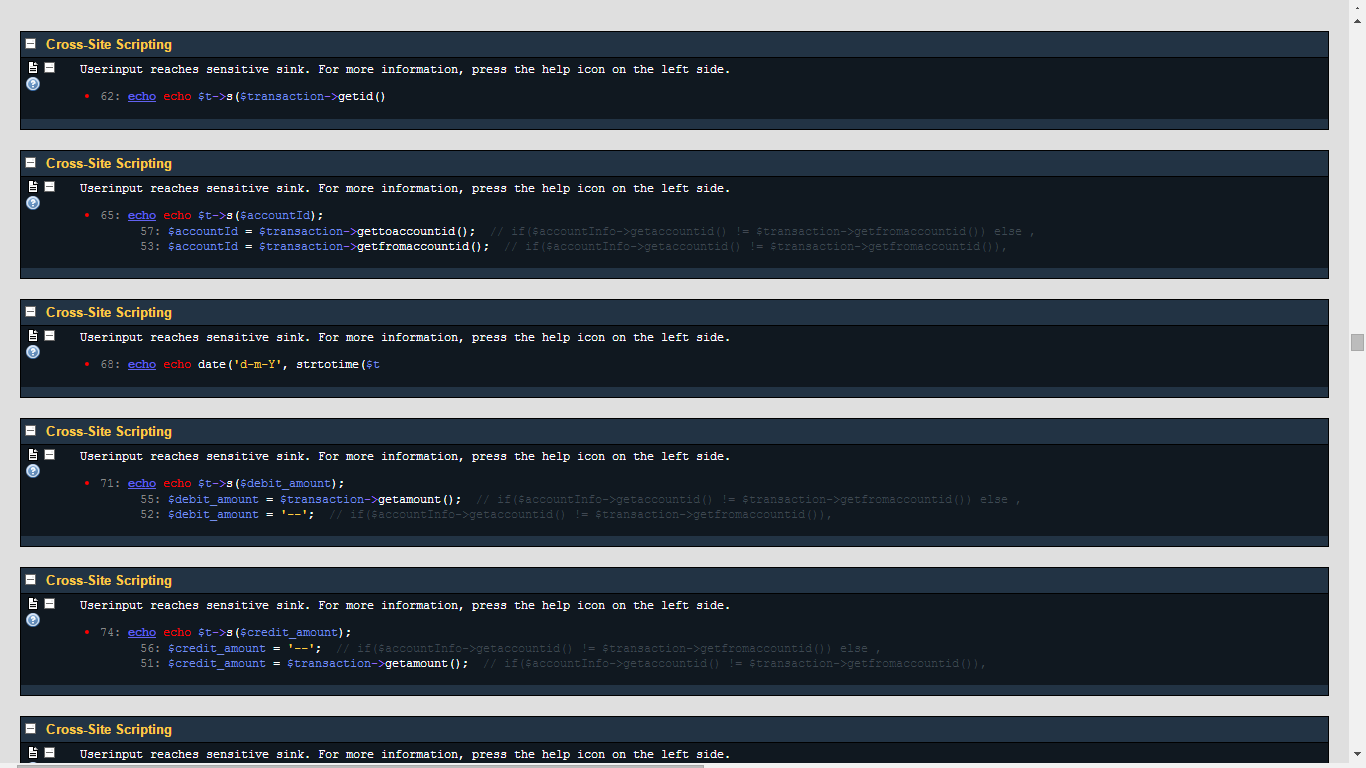 Cross-Site Scripting
Userinput reaches sensitive sink. For more information, press the help icon on the left side.
62: echo echo $t->s($transaction->getid()
Cross-Site Scripting
Userinput reaches sensitive sink. For more information, press the help icon on the left side.
65: echo echo $t->s($accountId);
57: $accountId = $transaction->gettoaccountid(); // if($accountInfo->getaccountid() != $transaction->getfromaccountid()) else ,
53: $accountId = $transaction->getfromaccountid(); // if($accountInfo->getaccountid() != $transaction->getfromaccountid()),
Cross-Site Scripting
Userinput reaches sensitive sink. For more information, press the help icon on the left side.
68: echo echo date('d-m-Y', strtotime($t
Cross-Site Scripting
Userinput reaches sensitive sink. For more information, press the help icon on the left side.
71: echo echo $t->s($debit_amount);
55: $debit_amount = $transaction->getamount(); // if($accountInfo->getaccountid() != $transaction->getfromaccountid()) else ,
52: $debit_amount = '--'; // if($accountInfo->getaccountid() != $transaction->getfromaccountid()),
Cross-Site Scripting
Userinput reaches sensitive sink. For more information, press the help icon on the left side.
74: echo echo $t->s($credit_amount);
56: $credit_amount = '--'; // if($accountInfo->getaccountid() != $transaction->getfromaccountid()) else ,
51: $credit_amount = $transaction->getamount(); // if($accountInfo->getaccountid() != $transaction->getfromaccountid()),
Cross-Site Scripting
Userinput reaches sensitive sink. For more information, press the help icon on the left side.